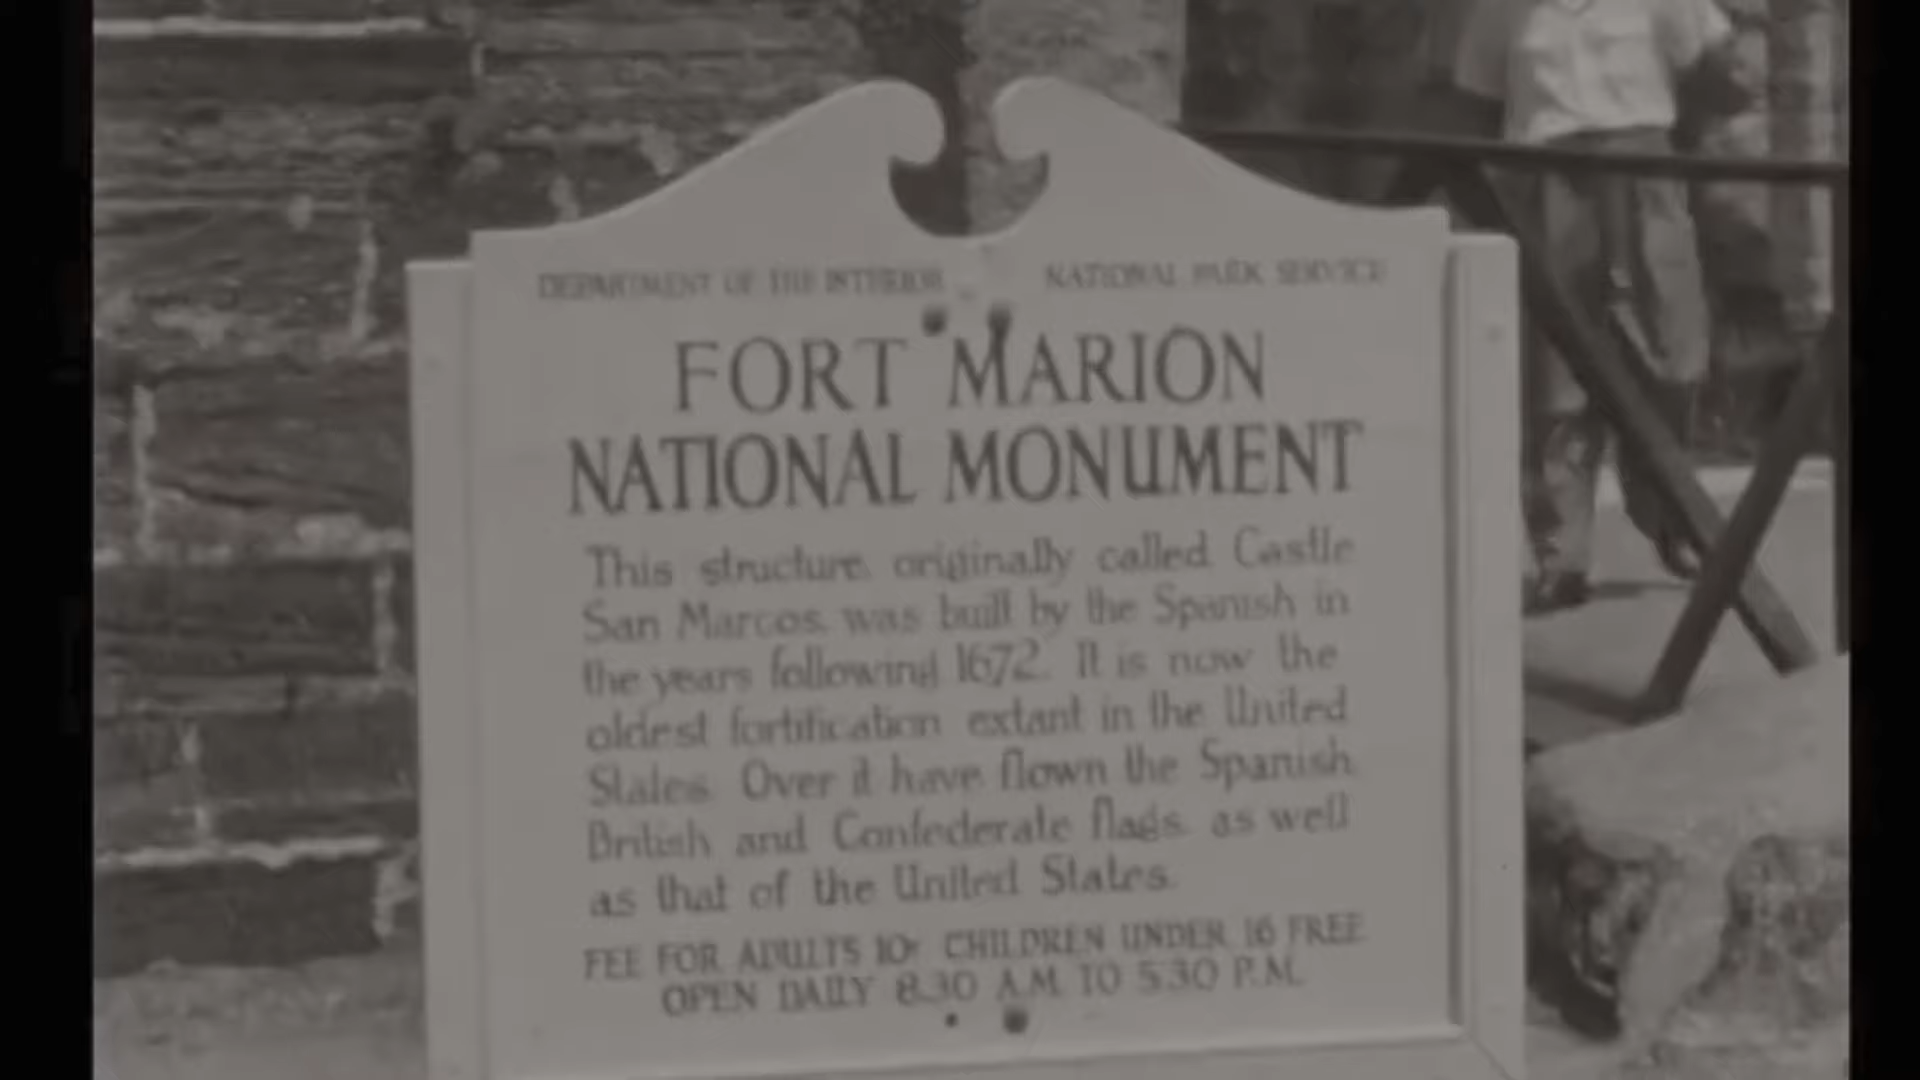 DEPARTMENT OF THE INTERIOR NATIONAL PARK SERVICE
FORT MARION
NATIONAL MONUMENT
This structure, originally called Castle
San Marcos, was built by the Spanish in
the years following 1672. It is now the
oldest fortification extant in the United
States. Over it have flown the Spanish,
British and Confederate flags, as well
as that of the United States.
FEE FOR ADULTS 10¢ CHILDREN UNDER 16 FREE
OPEN DAILY 8:30 A.M. TO 5:30 P.M.